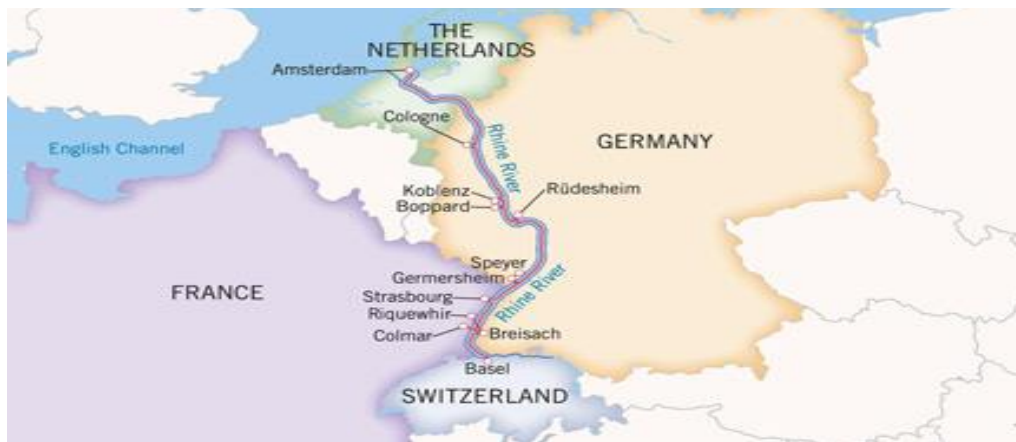 THE
NETHERLANDS
Amsterdam
Cologne
English Channel
Rhine River
GERMANY
Koblenz
Rüdesheim
Boppard
Speyer
Germersheim
Rhine River
FRANCE
Strasbourg
Riquewhir
Colmar
Breisach
Basel
SWITZERLAND